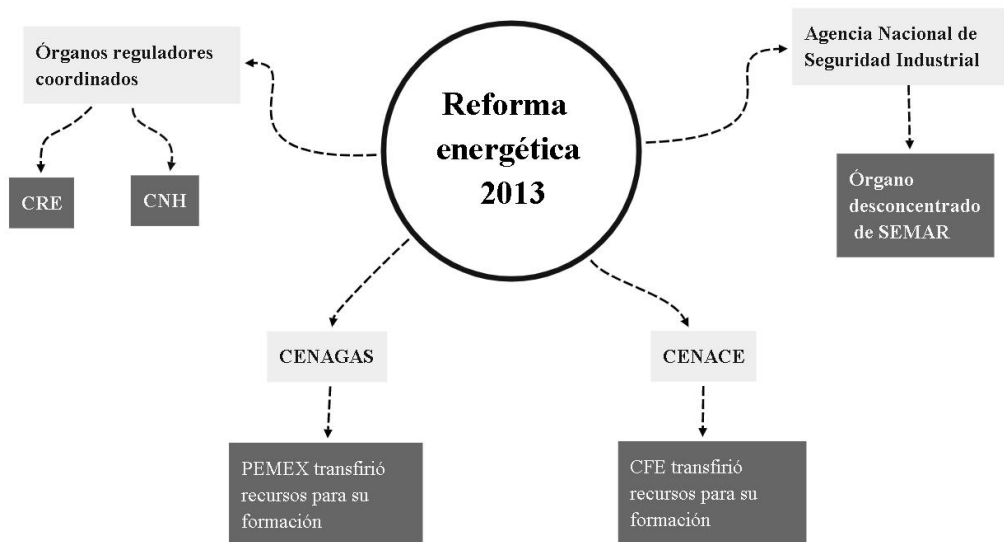 Reforma
energética
2013
Órganos reguladores
coordinados
CRE
CNH
Agencia Nacional de
Seguridad Industrial
Órgano
desconcentrado
de SEMAR
CENAGAS
PEMEX transfirió
recursos para su
formación
CENACE
CFE transfirió
recursos para su
formación